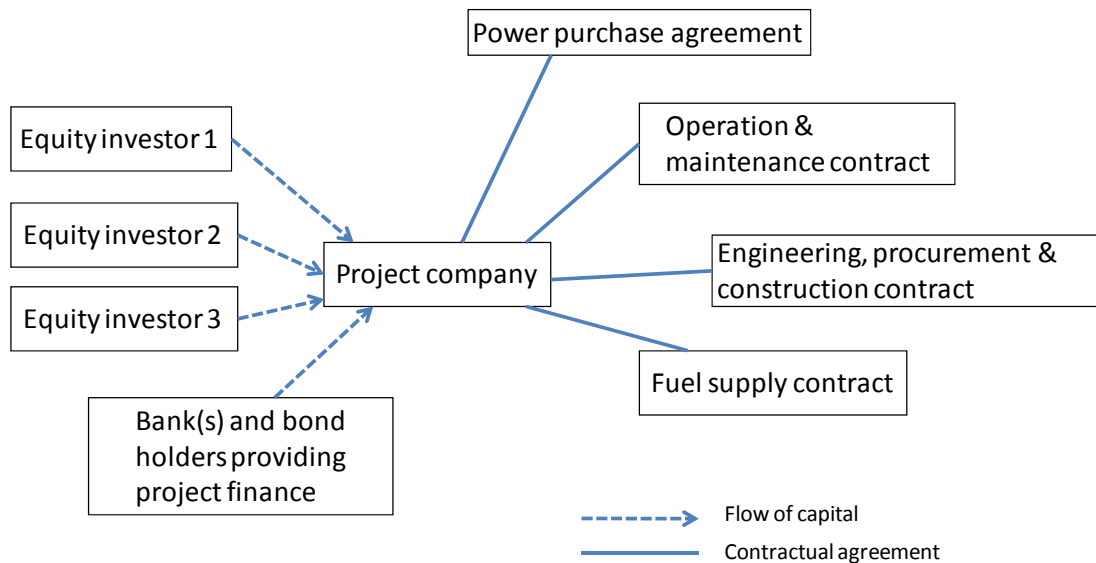 Power purchase agreement
Equity investor 1
Operation &
maintenance contract
Equity investor 2
Project company
Engineering, procurement &
construction contract
Equity investor 3
Fuel supply contract
Bank(s) and bond
holders providing
project finance
Flow of capital
Contractual agreement